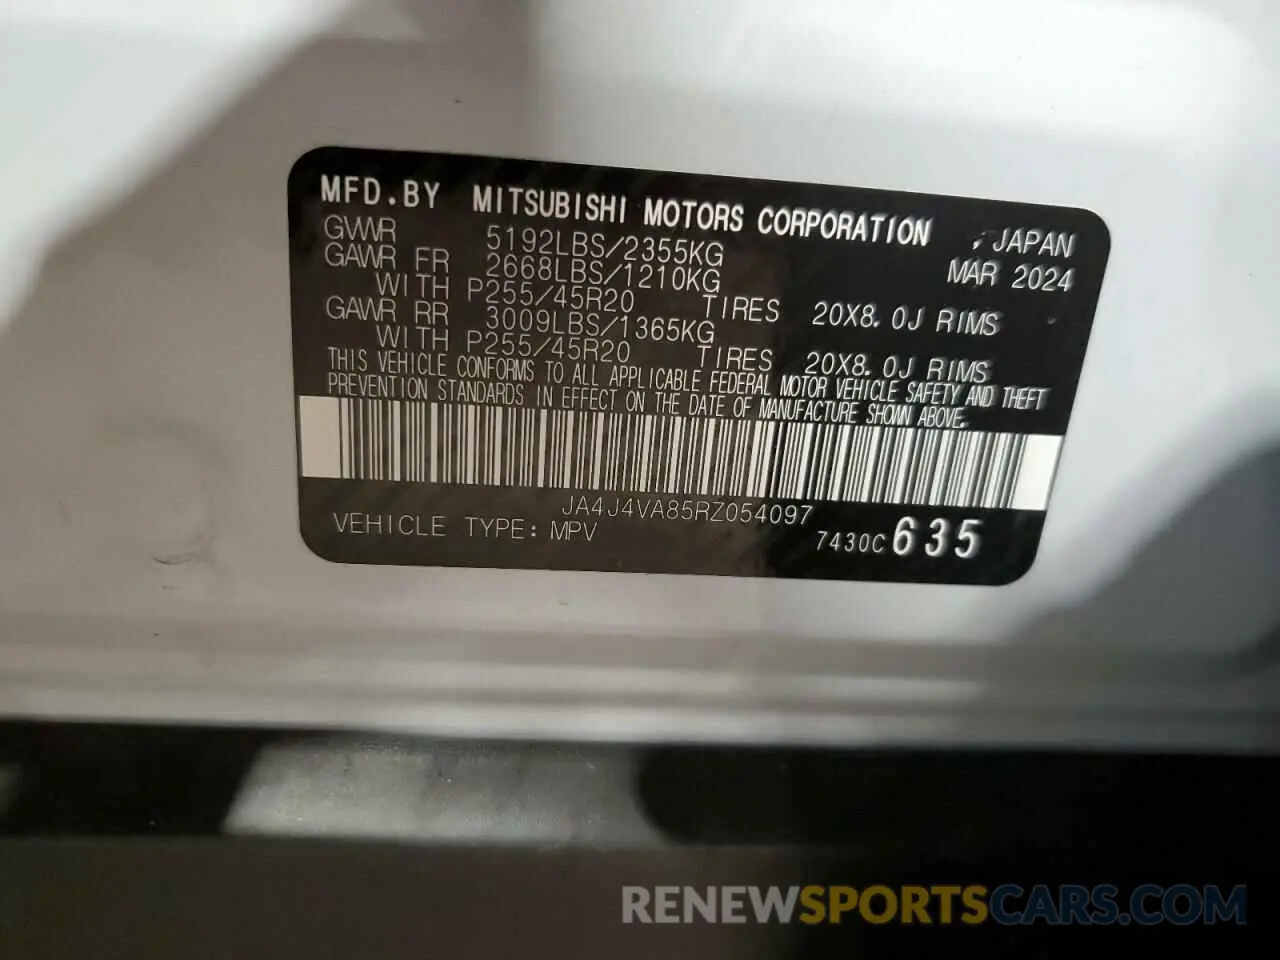 MFD.BY MITSUBISHI MOTORS CORPORATION JAPAN
GWVR 5192LBS/2355KG MAR 2024
GAWR FR 2668LBS/1210KG
WITH P255/45R20 TIRES 20X8.0J RIMS
GAWR RR 3009LBS/1365KG
WITH P255/45R20 TIRES 20X8.0J RIMS
THIS VEHICLE CONFORMS TO ALL APPLICABLE FEDERAL MOTOR VEHICLE SAFETY AND THEFT
PREVENTION STANDARDS IN EFFECT ON THE DATE OF MANUFACTURE SHOWN ABOVE.
JA4J4VA85RZ054097
VEHICLE TYPE: MPV 7430C 635
RENEWSPORTSCARS.COM